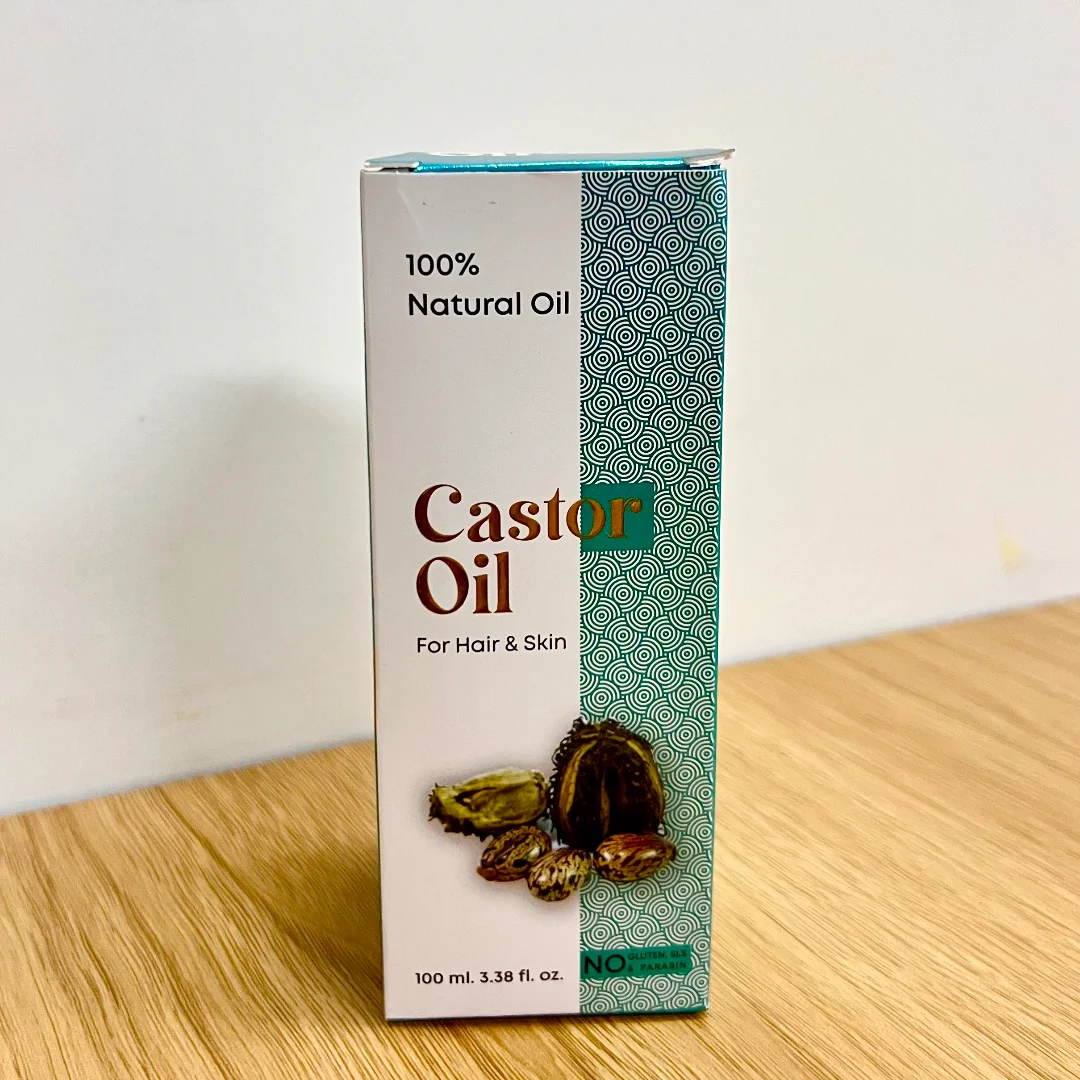 100%
Natural Oil
Castor
Oil
For Hair & Skin
100 ml. 3.38 fl. oz.
NO GLUTEN, SLS
& PARABIN